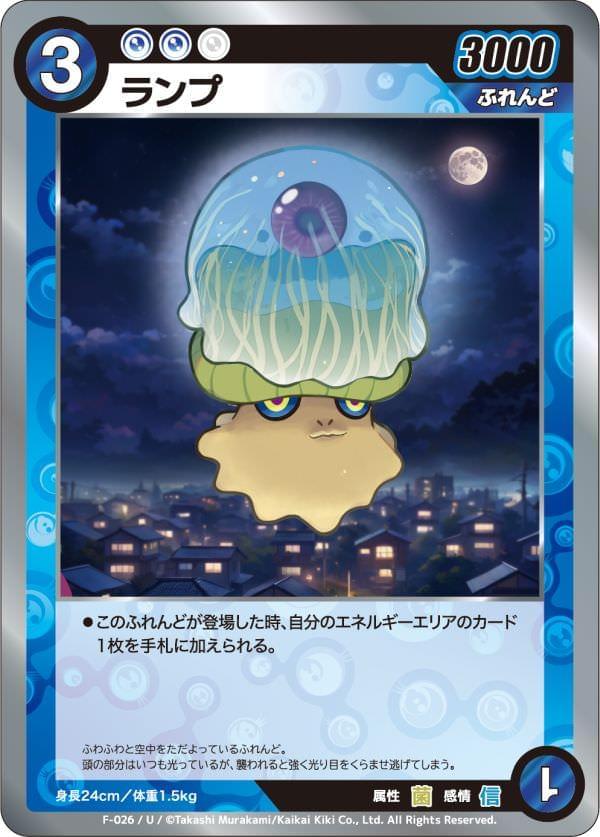 3
3000
ランプ
ふれんど
●このふれんどが登場した時、自分のエネルギーエリアのカード
1枚を手札に加えられる。
ふわふわと空中をただよっているふれんど。
頭の部分はいつも光っているが、襲われると強く光り目をくらませ逃げてしまう。
身長24cm／体重1.5kg
属性 菌 感情 信
F-026 / U / ©Takashi Murakami/Kaikai Kiki Co., Ltd. All Rights Reserved.